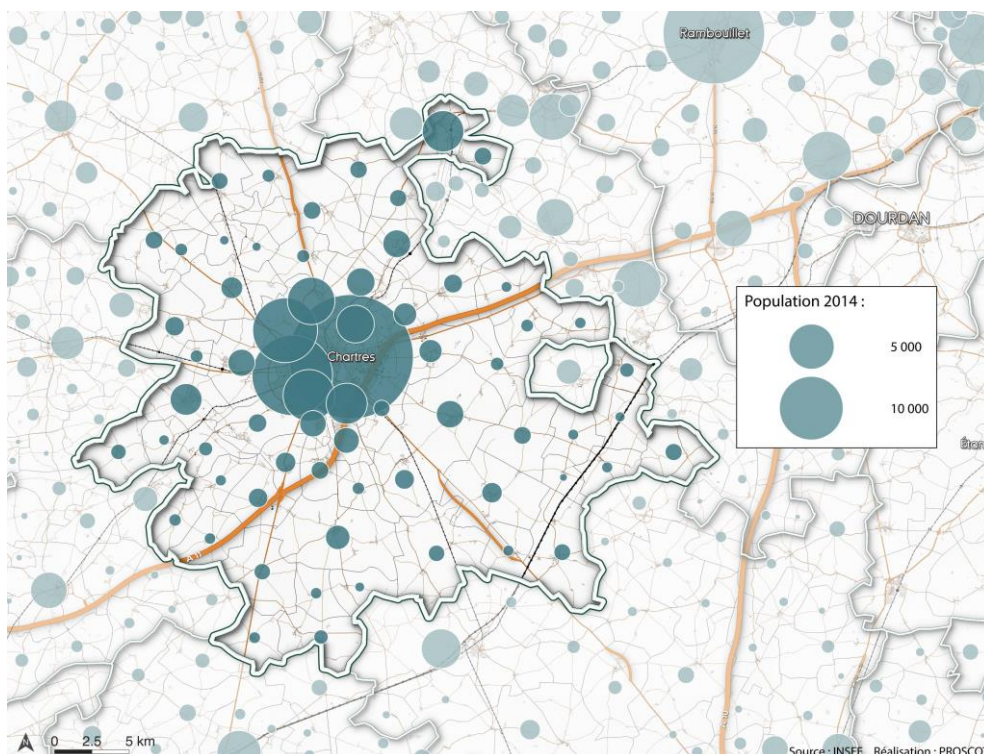 Rambouillet
DOURDAN
Population 2014 :
5 000
Chartres
10 000
Étam
A 11
0 2.5 5 km
Source : INSEE Réalisation : PROSCO